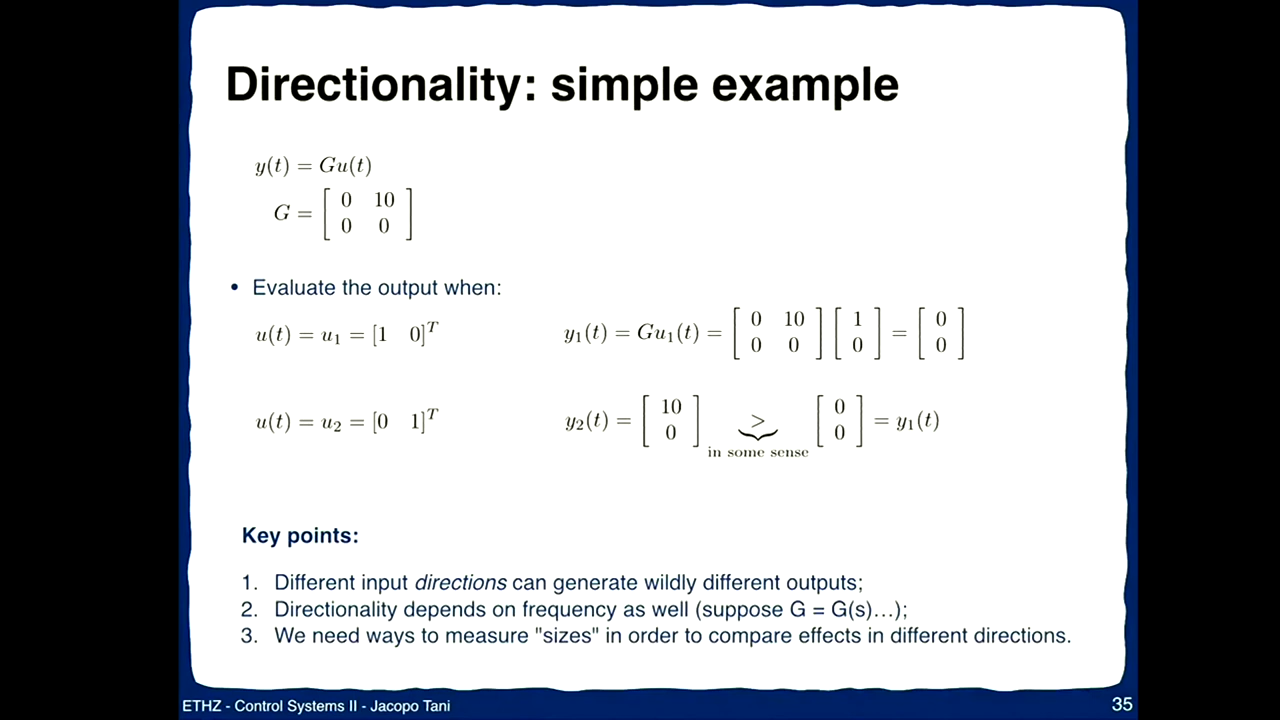 Directionality: simple example
y(t) = Gu(t)
G = [ 0 10 ; 0 0 ]
• Evaluate the output when:
u(t) = u₁ = [1 0]ᵀ
y₁(t) = Gu₁(t) = [ 0 10 ; 0 0 ] [ 1 ; 0 ] = [ 0 ; 0 ]
u(t) = u₂ = [0 1]ᵀ
y₂(t) = [ 10 ; 0 ] > [ 0 ; 0 ] = y₁(t)
in some sense
Key points:
1. Different input directions can generate wildly different outputs;
2. Directionality depends on frequency as well (suppose G = G(s)…);
3. We need ways to measure "sizes" in order to compare effects in different directions.
ETHZ - Control Systems II - Jacopo Tani
35